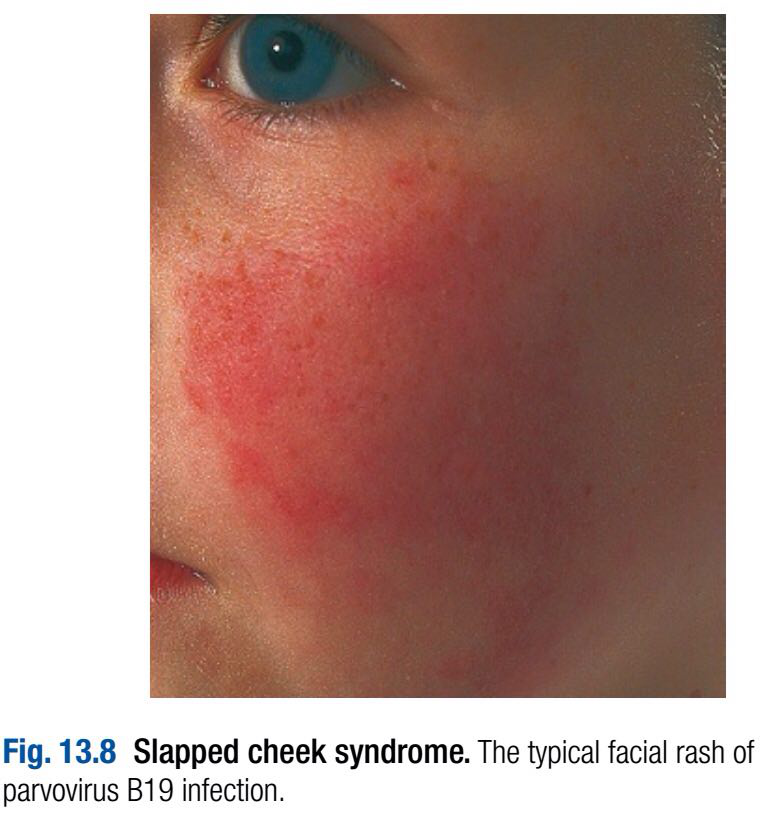 Fig. 13.8 Slapped cheek syndrome. The typical facial rash of
parvovirus B19 infection.